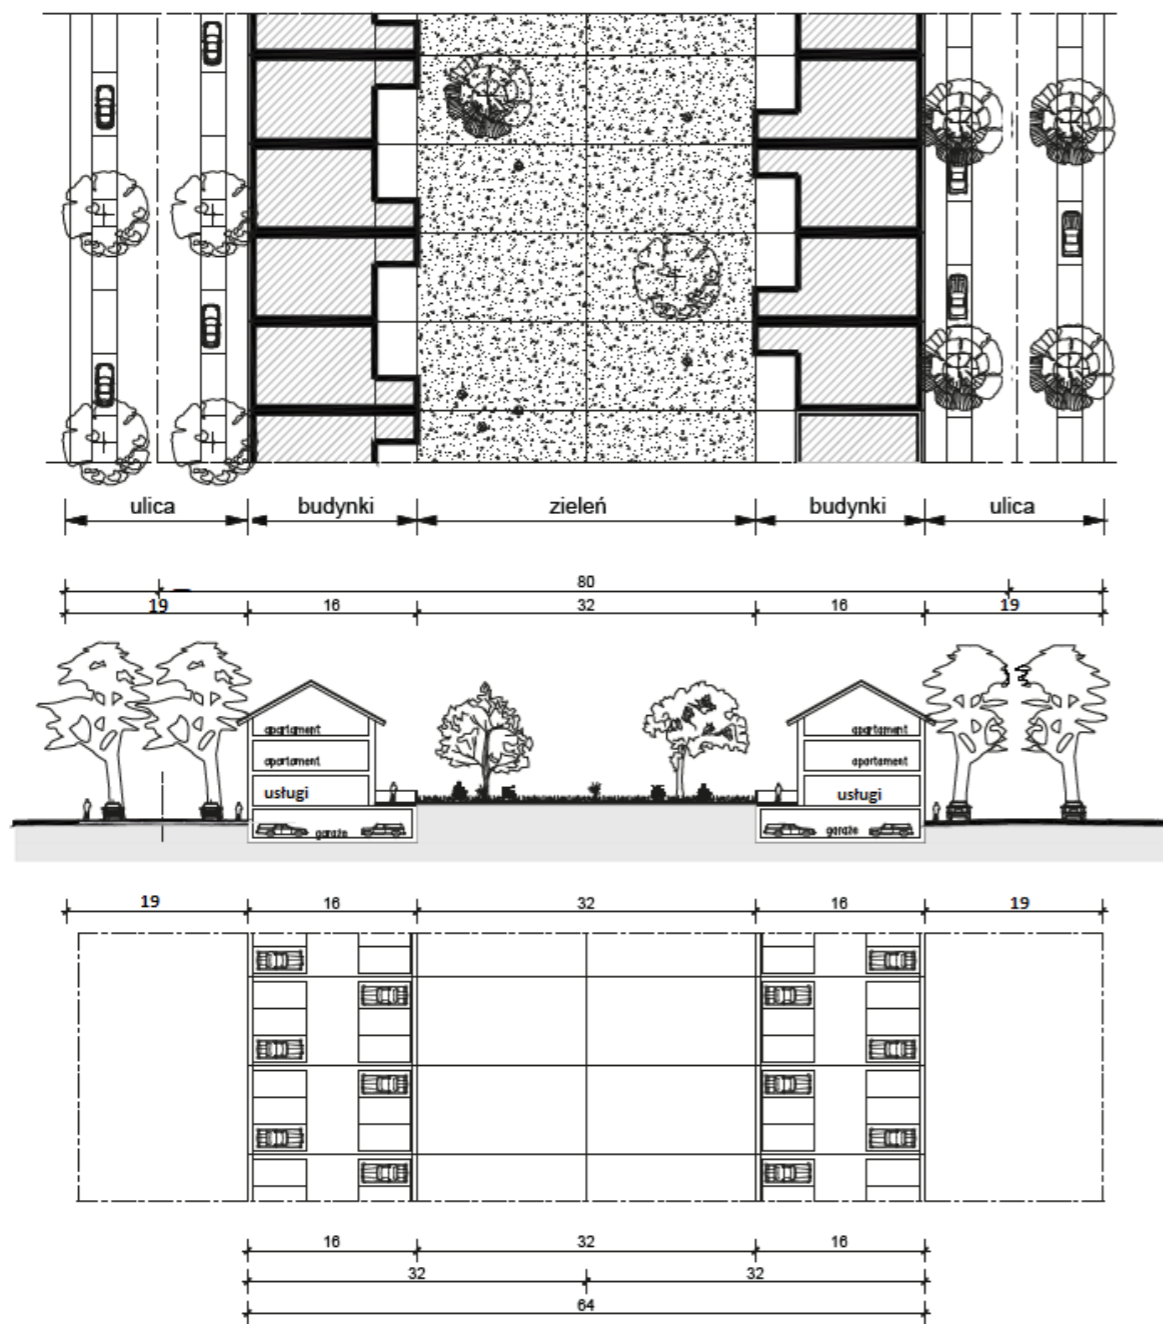 ulica budynki zieleń budynki ulica
80
19 16 32 16 19
apartament apartament
apartament apartament
usługi usługi
garaże garaże
19 16 32 16 19
16 32 16
32 32
64